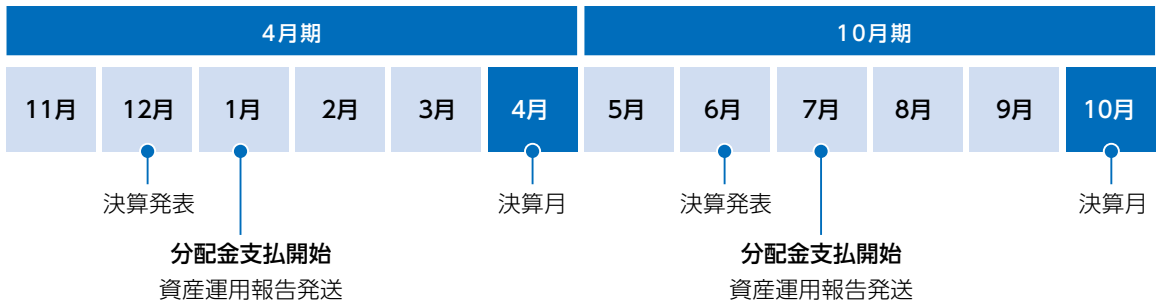 4月期 10月期
11月 12月 1月 2月 3月 4月 5月 6月 7月 8月 9月 10月
決算発表 決算月 決算発表 決算月
分配金支払開始 分配金支払開始
資産運用報告発送 資産運用報告発送